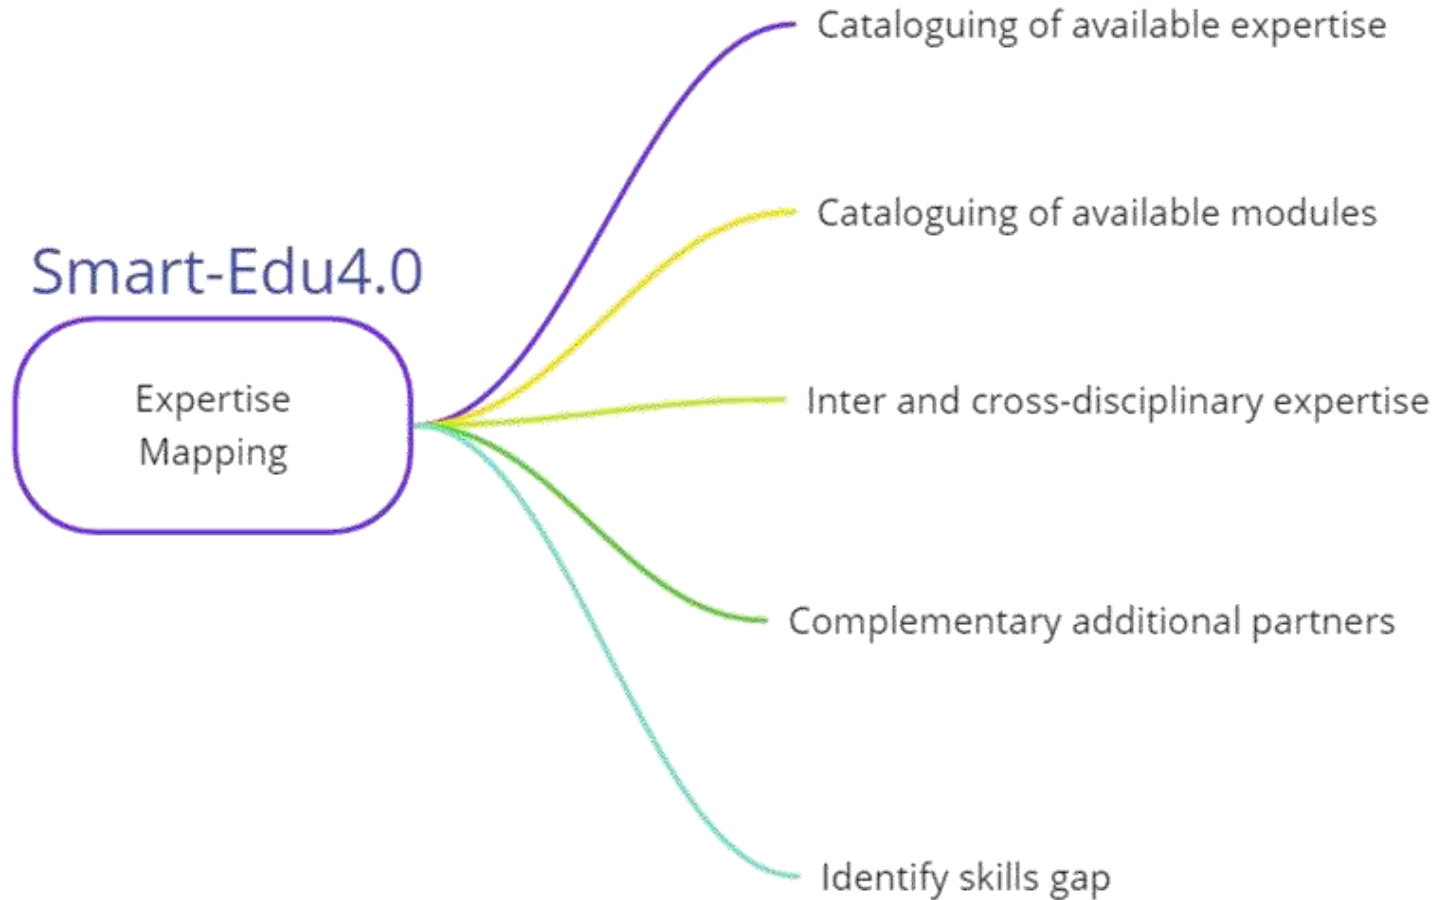 Smart-Edu4.0
Expertise
Mapping
Cataloguing of available expertise
Cataloguing of available modules
Inter and cross-disciplinary expertise
Complementary additional partners
Identify skills gap